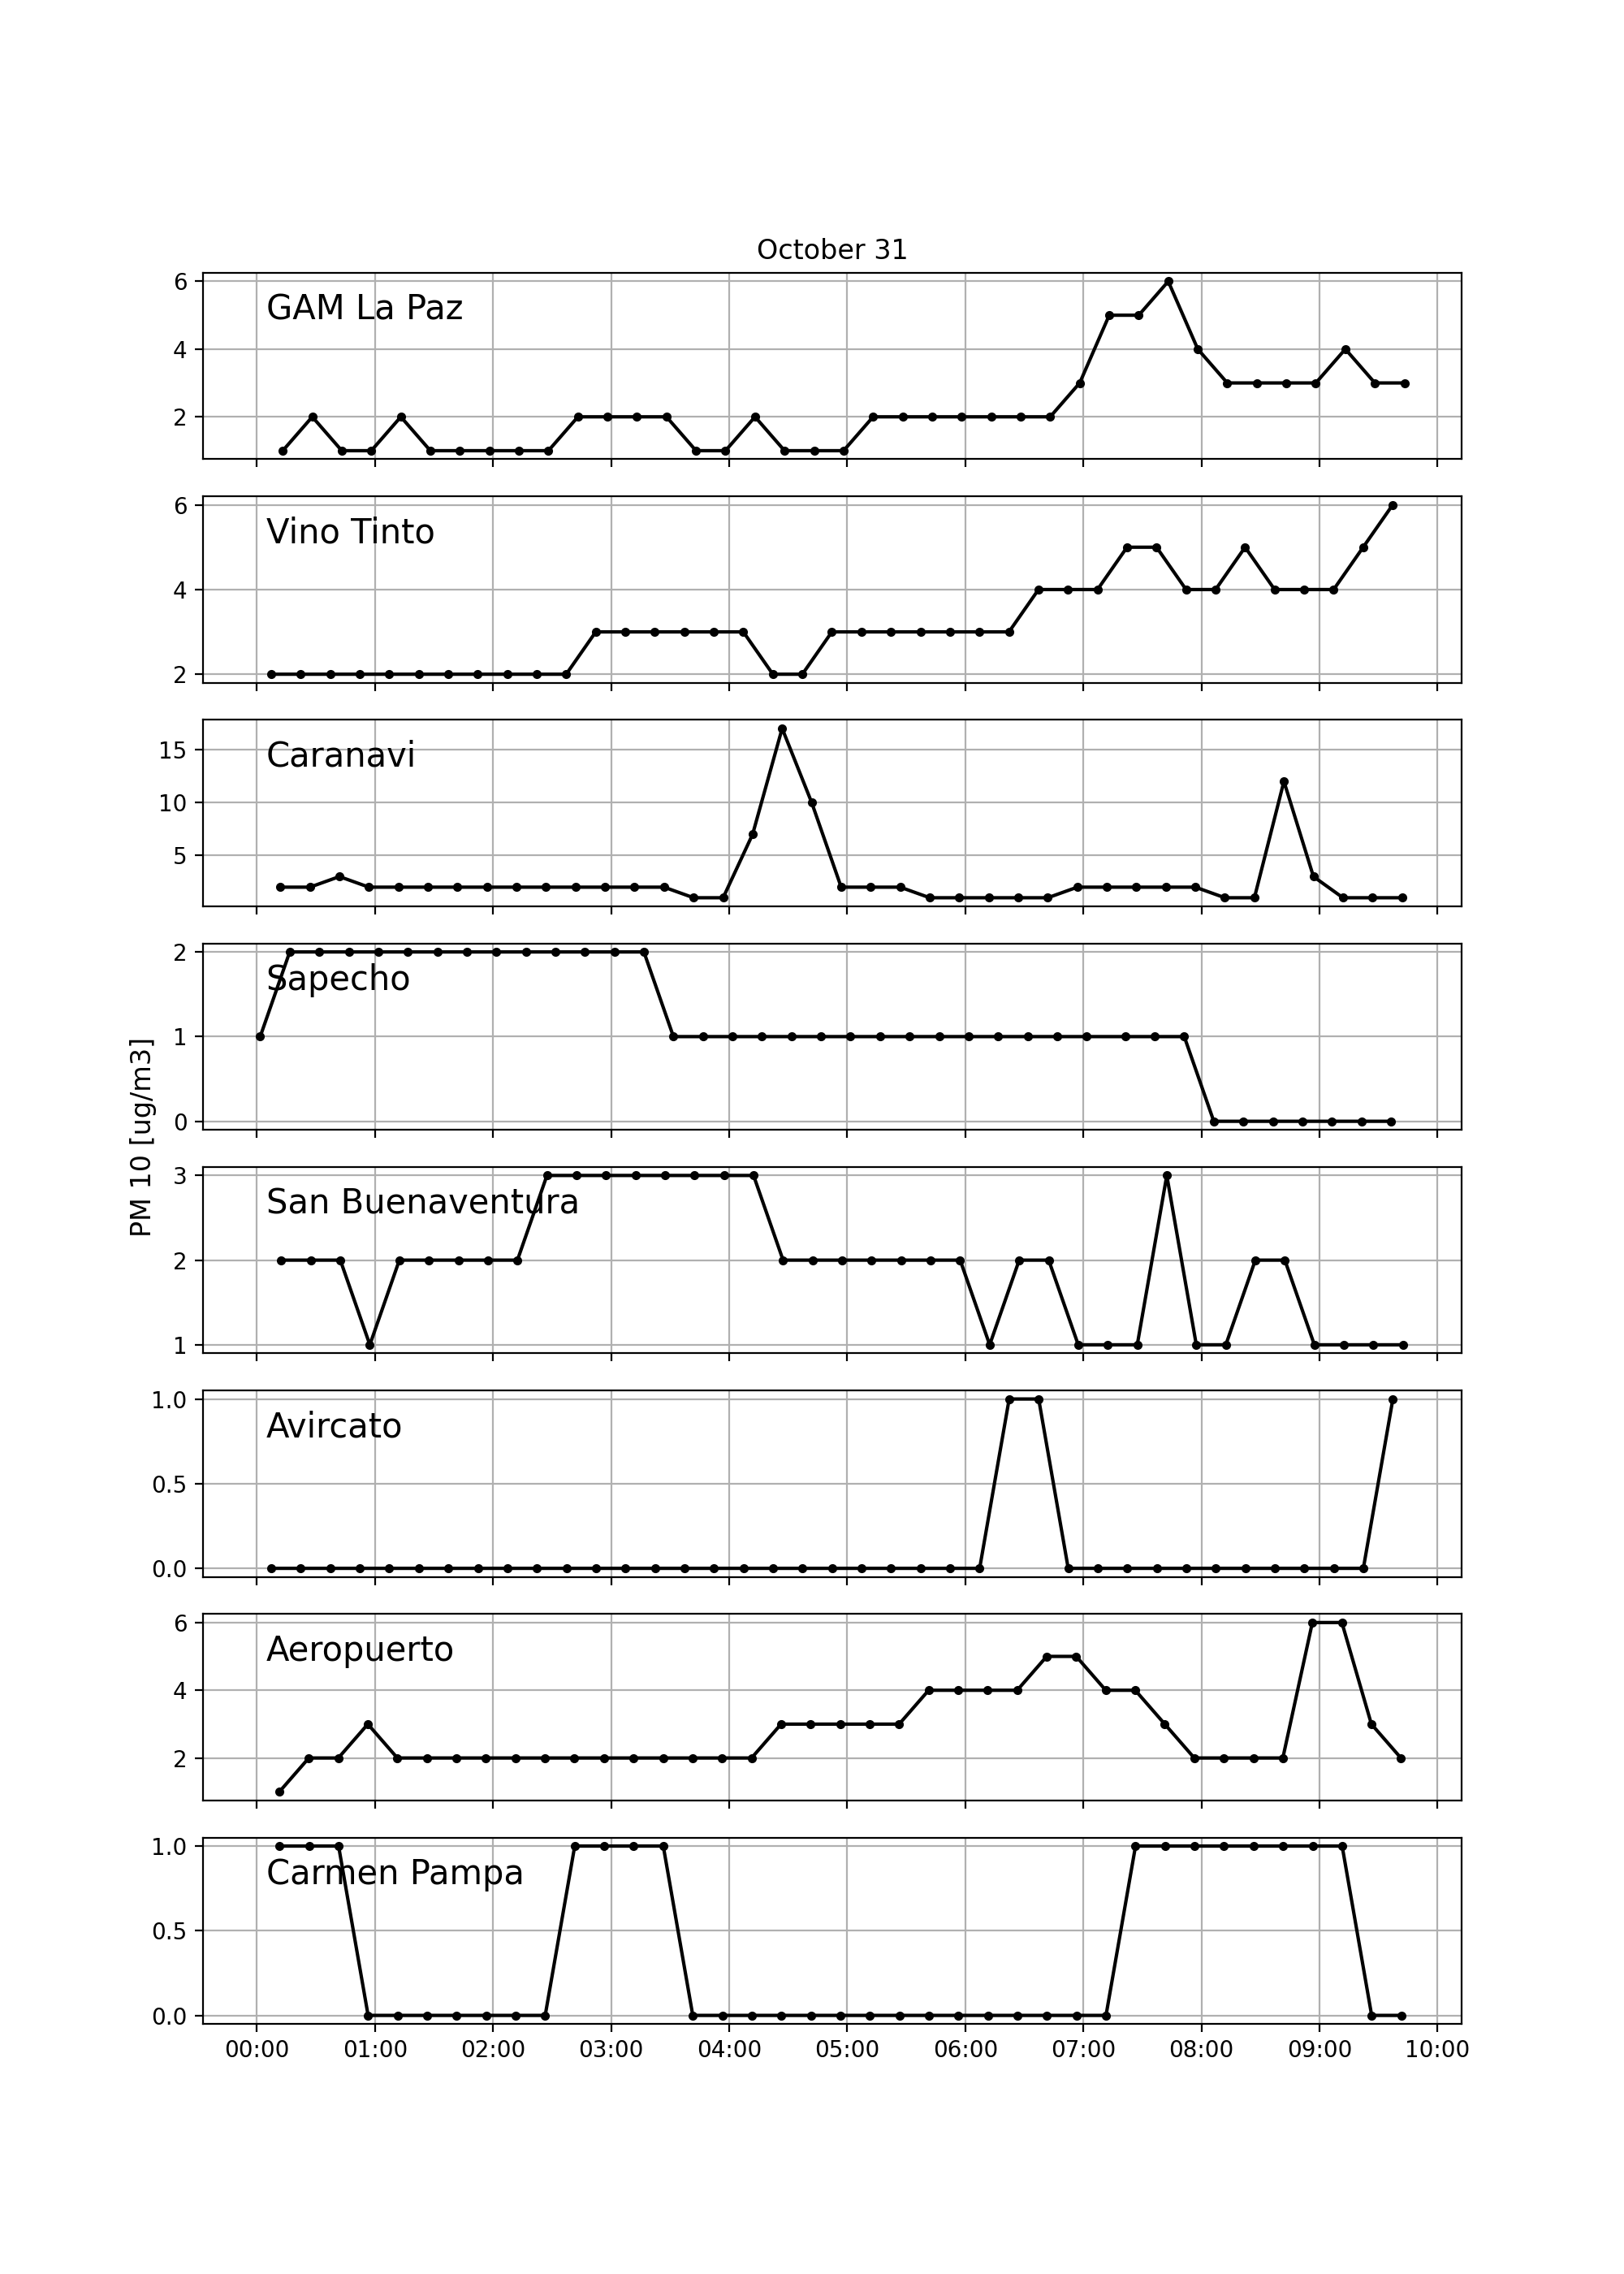 October 31
6
GAM La Paz
4
2
6
Vino Tinto
4
2
15
Caranavi
10
5
2
Sapecho
1
0
PM 10 [ug/m3]
3
San Buenaventura
2
1
1.0
Avircato
0.5
0.0
6
Aeropuerto
4
2
1.0
Carmen Pampa
0.5
0.0
00:00 01:00 02:00 03:00 04:00 05:00 06:00 07:00 08:00 09:00 10:00